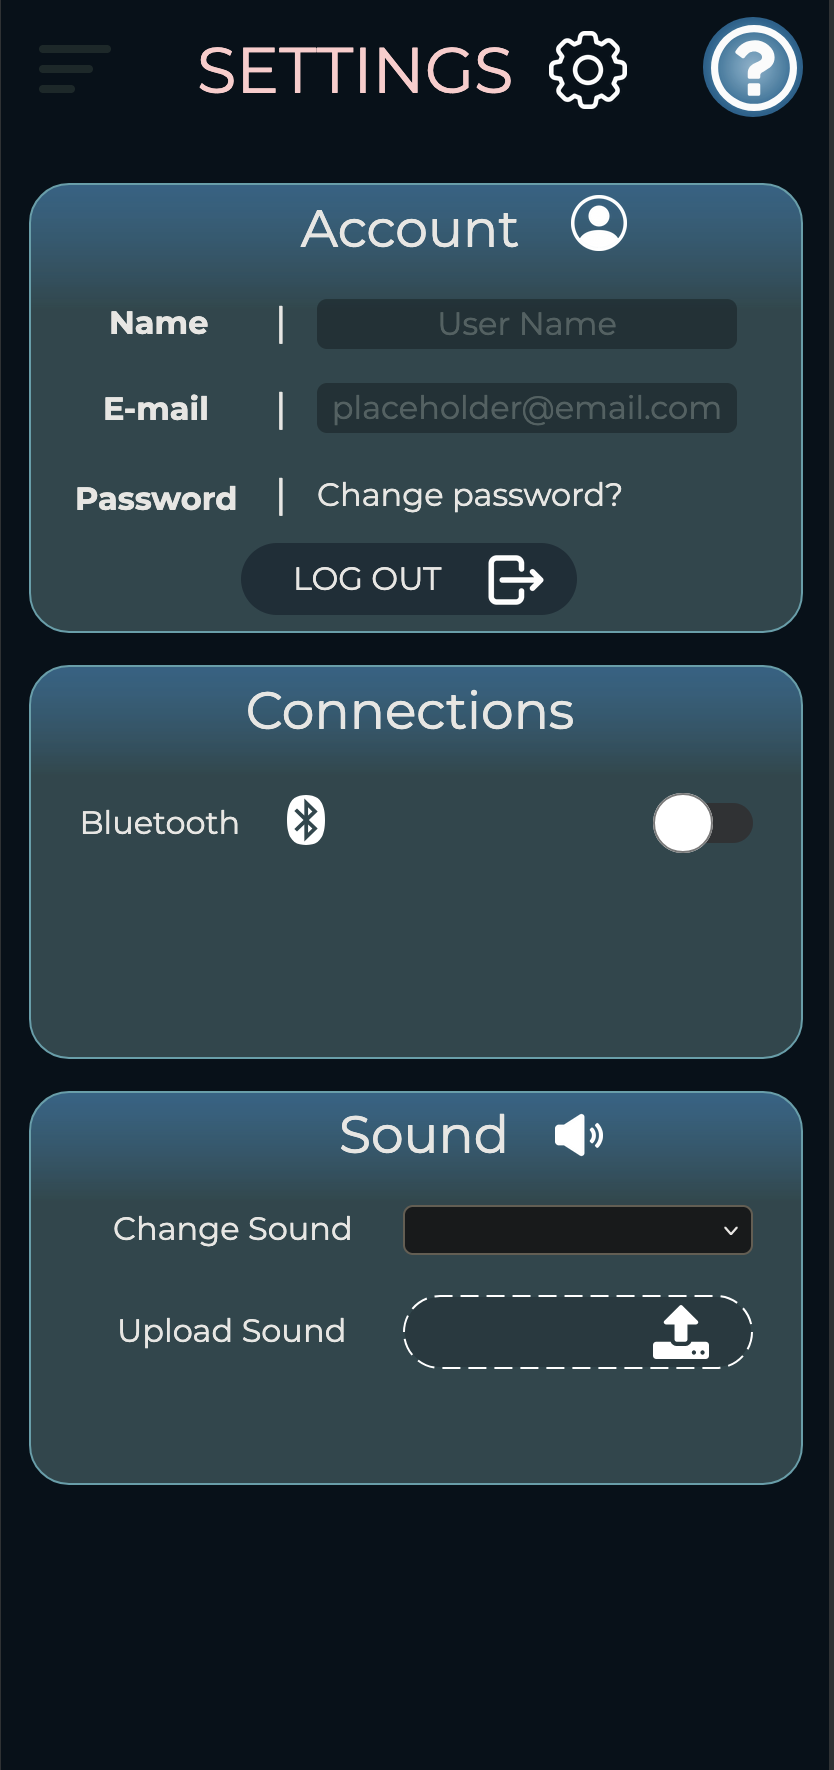 SETTINGS
?
Account
Name | User Name
E-mail | placeholder@email.com
Password | Change password?
LOG OUT
Connections
Bluetooth
Sound
Change Sound
Upload Sound